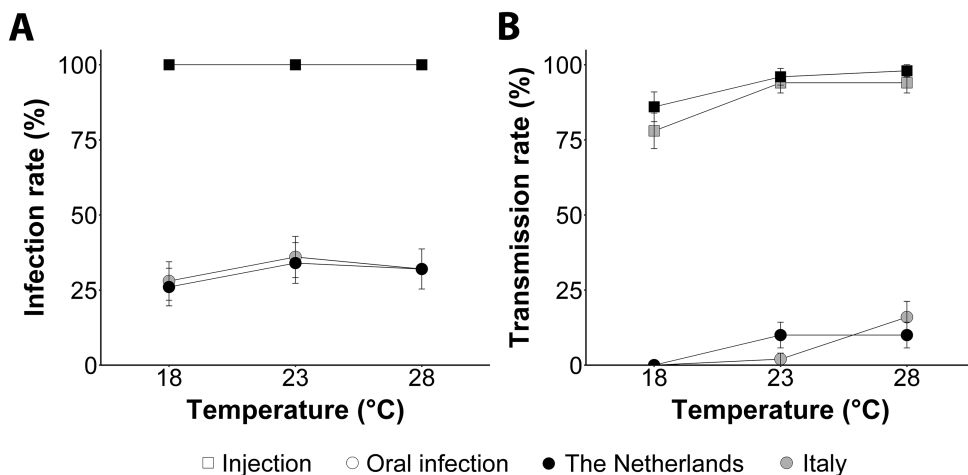 A
Infection rate (%)
100
75
50
25
0
18 23 28
Temperature (°C)
B
Transmission rate (%)
100
75
50
25
0
18 23 28
Temperature (°C)
Injection Oral infection The Netherlands Italy